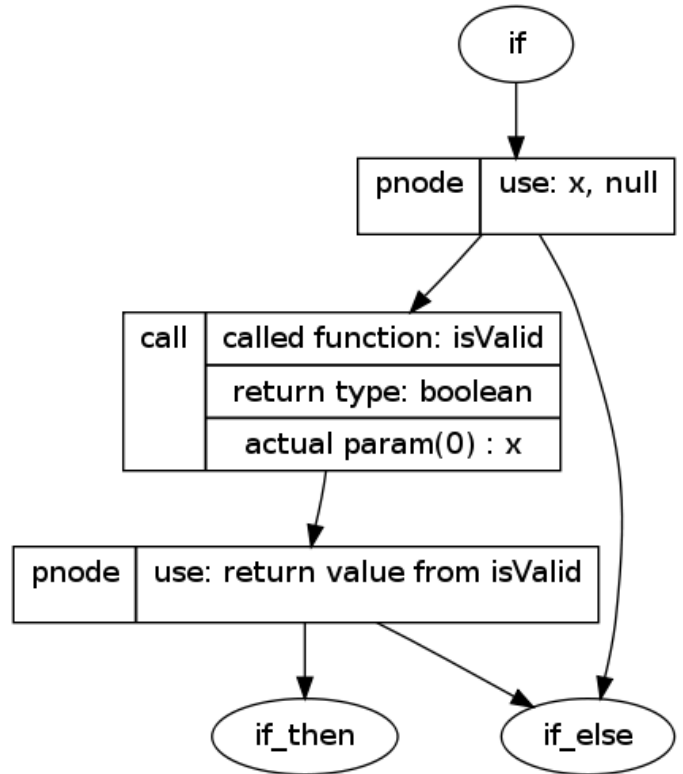 if
pnode use: x, null
call called function: isValid
return type: boolean
actual param(0) : x
pnode use: return value from isValid
if_then if_else